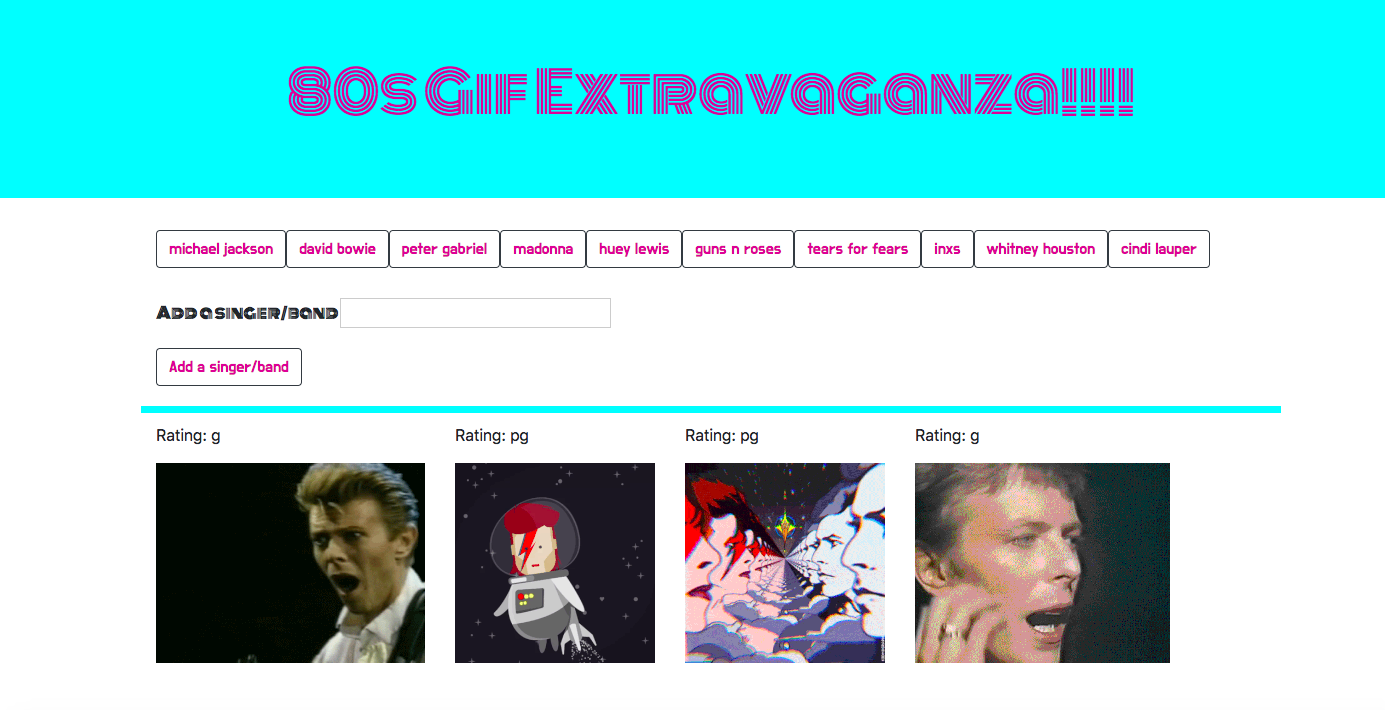 80s Gif Extravaganza!!!!
michael jackson david bowie peter gabriel madonna huey lewis guns n roses tears for fears inxs whitney houston cindi lauper
Add a singer/band
Add a singer/band
Rating: g Rating: pg Rating: pg Rating: g